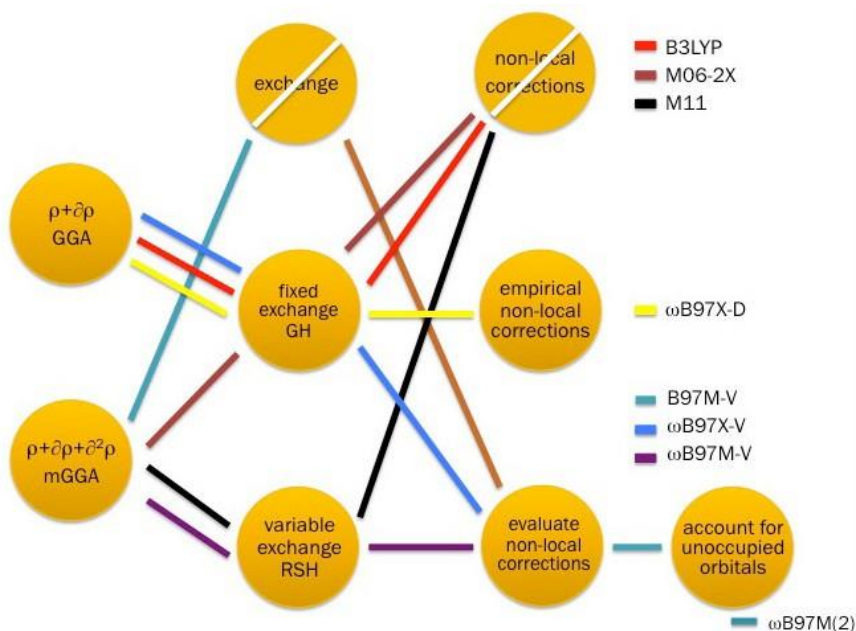 exchange
non-local
corrections
B3LYP
M06-2X
M11
ρ+∂ρ
GGA
fixed
exchange
GH
empirical
non-local
corrections
ωB97X-D
B97M-V
ωB97X-V
ωB97M-V
ρ+∂ρ+∂²ρ
mGGA
variable
exchange
RSH
evaluate
non-local
corrections
account for
unoccupied
orbitals
ωB97M(2)